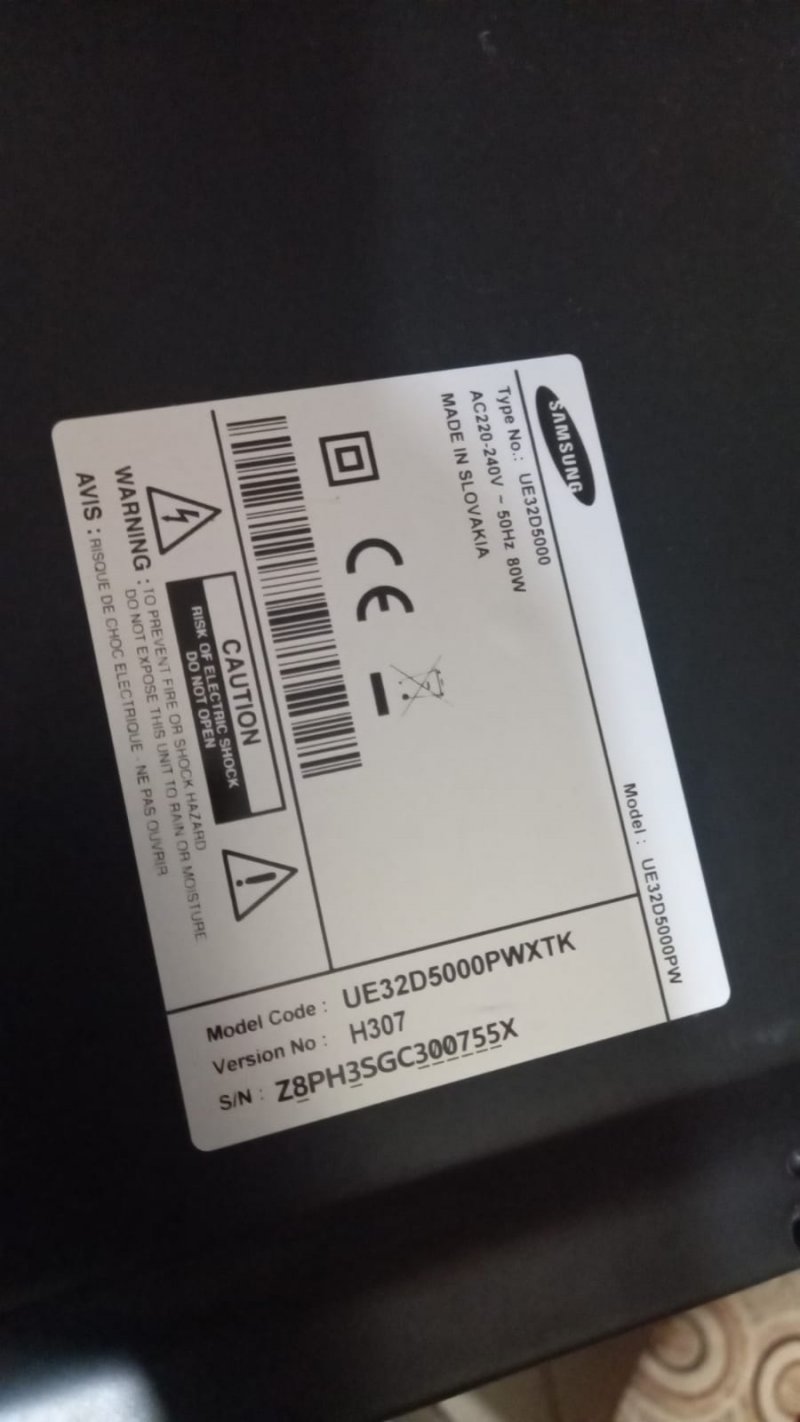 SAMSUNG
Model : UE32D5000PW
Type No.: UE32D5000
AC220-240V ~ 50Hz 80W
MADE IN SLOVAKIA
CE
CAUTION
RISK OF ELECTRIC SHOCK
DO NOT OPEN
WARNING : TO PREVENT FIRE OR SHOCK HAZARD
DO NOT EXPOSE THIS UNIT TO RAIN OR MOISTURE
AVIS : RISQUE DE CHOC ELECTRIQUE - NE PAS OUVRIR
Model Code : UE32D5000PWXTK
Version No : H307
S/N : Z8PH3SGC300755X